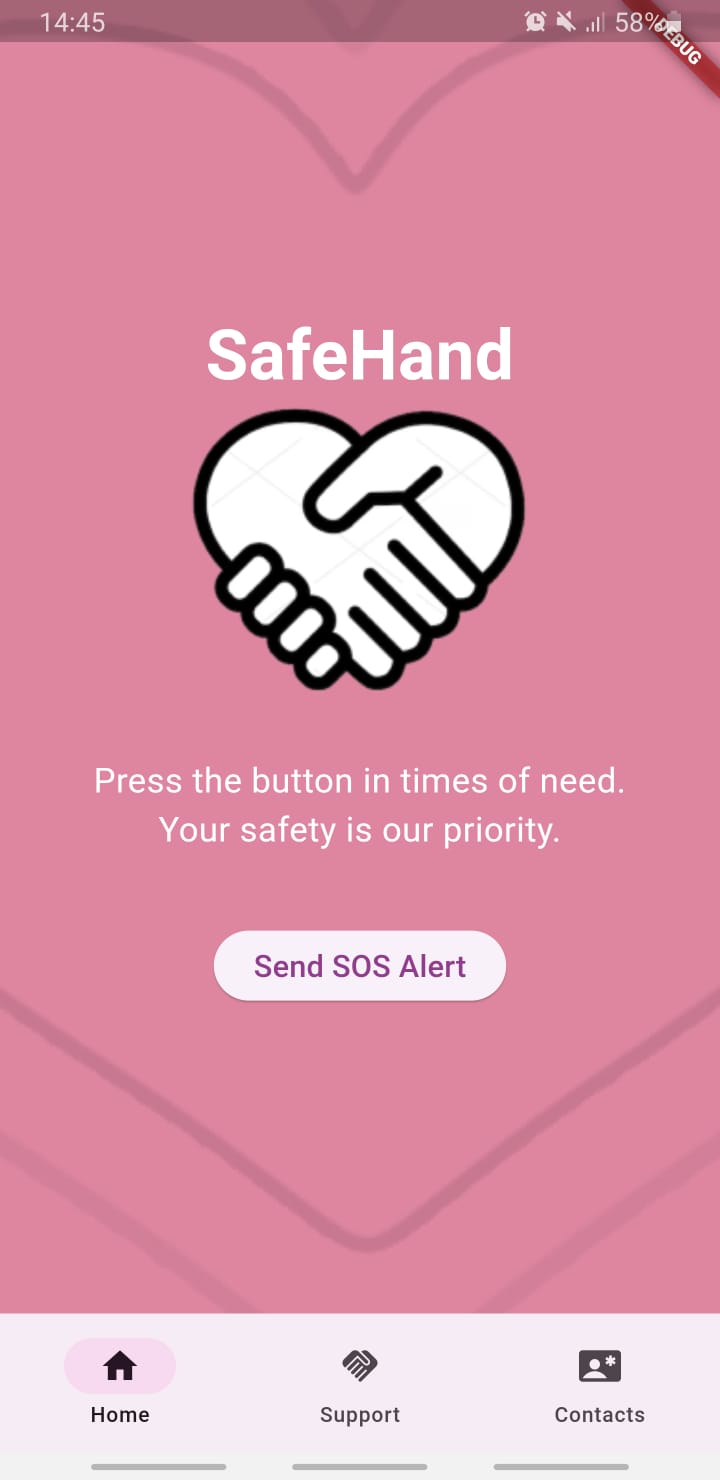 14:45
58%
DEBUG
SafeHand
Press the button in times of need.
Your safety is our priority.
Send SOS Alert
Home
Support
Contacts